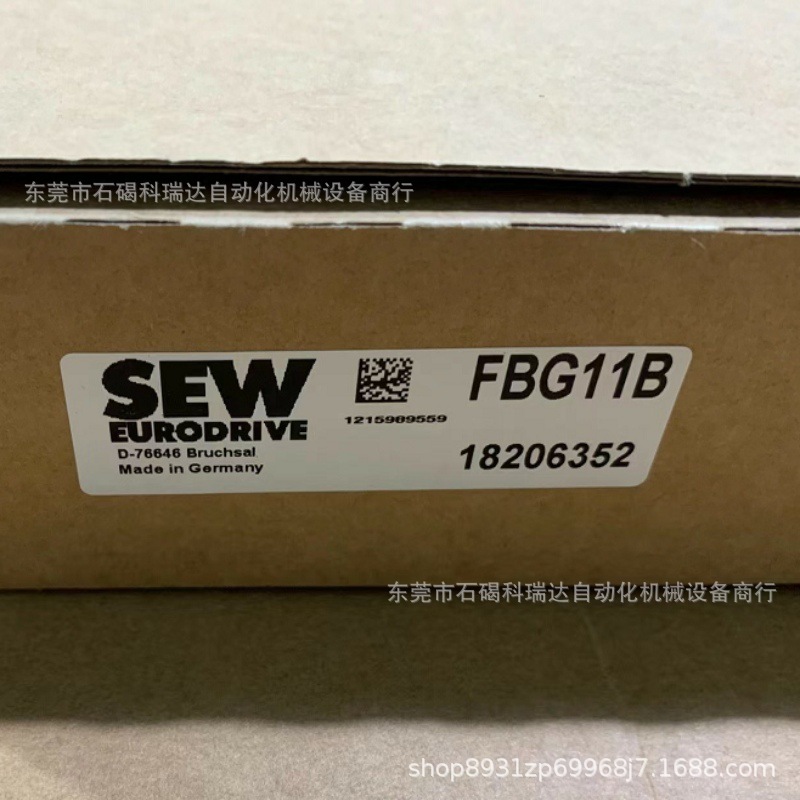 东莞市石碣科瑞达自动化机械设备商行
SEW
EURODRIVE
D-76646 Bruchsal
Made in Germany
1215989559
FBG11B
18206352
东莞市石碣科瑞达自动化机械设备商行
shop8931zp69968j7.1688.com